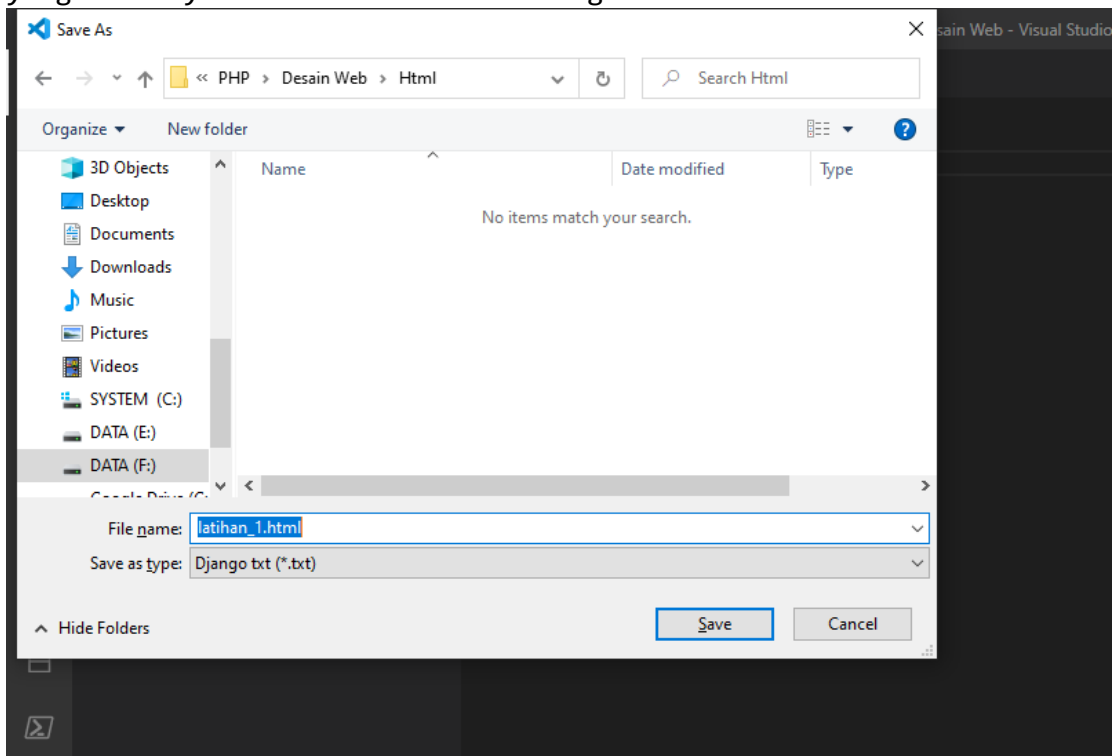 Save As
Desain Web - Visual Studio
« PHP > Desain Web > Html
Search Html
Organize
New folder
Name
Date modified
Type
3D Objects
No items match your search.
Desktop
Documents
Downloads
Music
Pictures
Videos
SYSTEM (C:)
DATA (E:)
DATA (F:)
File name: latihan_1.html
Save as type: Django txt (*.txt)
Hide Folders
Save
Cancel